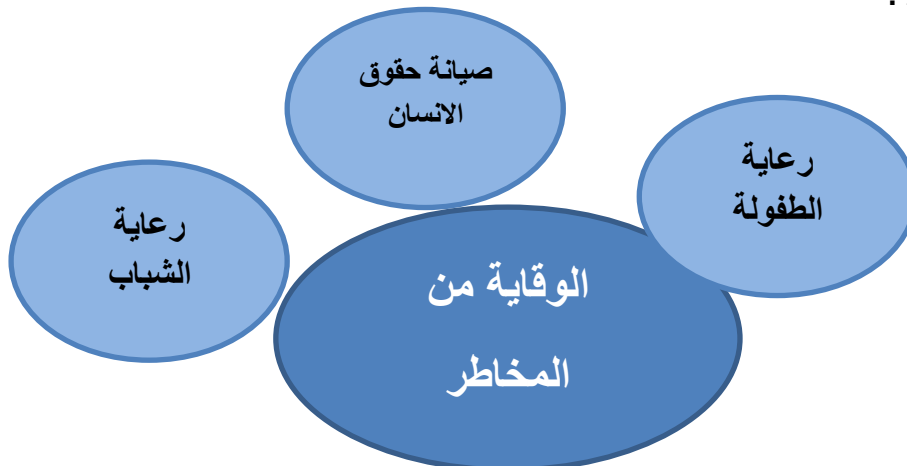 صيانة حقوق
الانسان
رعاية
الطفولة
رعاية
الشباب
الوقاية من
المخاطر